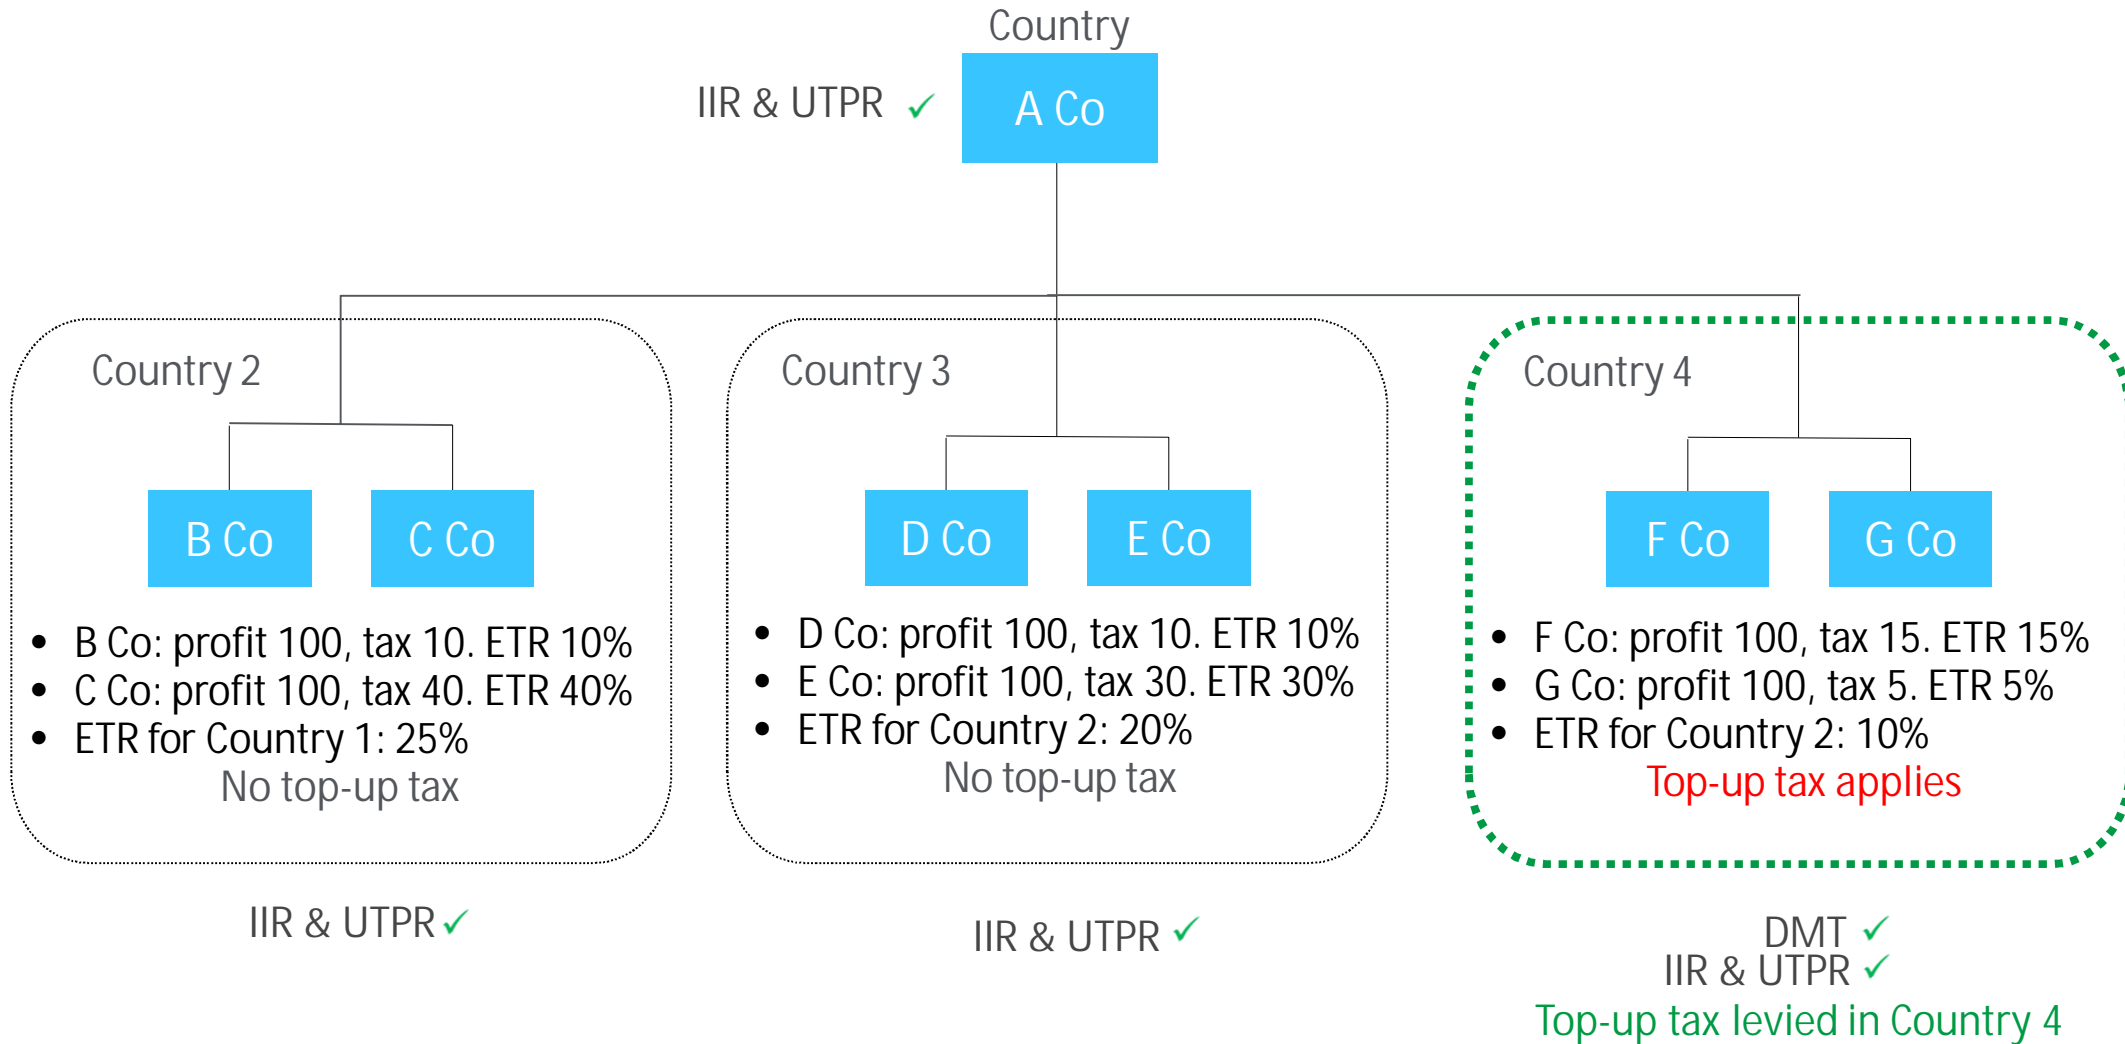 Country
IIR & UTPR ✓
A Co
Country 2
B Co
C Co
• B Co: profit 100, tax 10. ETR 10%
• C Co: profit 100, tax 40. ETR 40%
• ETR for Country 1: 25%
No top-up tax
IIR & UTPR ✓
Country 3
D Co
E Co
• D Co: profit 100, tax 10. ETR 10%
• E Co: profit 100, tax 30. ETR 30%
• ETR for Country 2: 20%
No top-up tax
IIR & UTPR ✓
Country 4
F Co
G Co
• F Co: profit 100, tax 15. ETR 15%
• G Co: profit 100, tax 5. ETR 5%
• ETR for Country 2: 10%
Top-up tax applies
DMT ✓
IIR & UTPR ✓
Top-up tax levied in Country 4